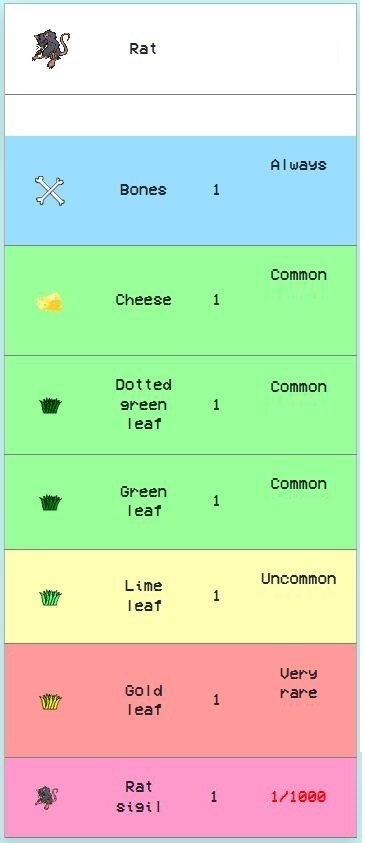 Rat
Always
Bones 1
Common
Cheese 1
Common
Dotted
green 1
leaf
Common
Green
leaf 1
Uncommon
Lime
leaf 1
Very
rare
Gold
leaf 1
Rat
sigil 1 1/1000